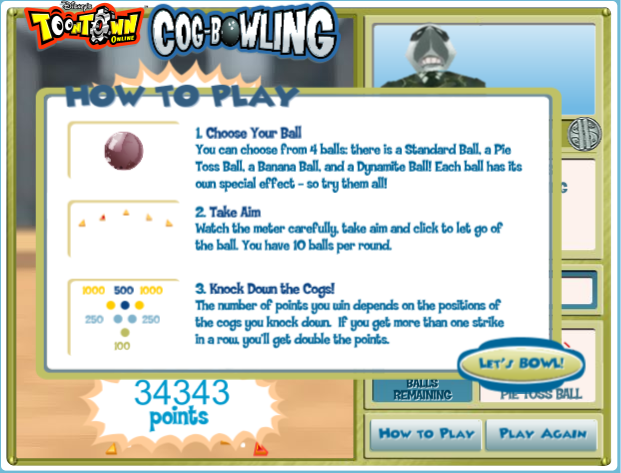 Disney's
TOONTOWN
ONLINE
COG-BOWLING
HOW TO PLAY
1. Choose Your Ball
You can choose from 4 balls: there is a Standard Ball, a Pie
Toss Ball, a Banana Ball, and a Dynamite Ball! Each ball has its
own special effect - so try them all!
2. Take Aim
Watch the meter carefully, take aim and click to let go of
the ball. You have 10 balls per round.
1000 500 1000
250 250
100
3. Knock Down the Cogs!
The number of points you win depends on the positions of
the cogs you knock down. If you get more than one strike
in a row, you'll get double the points.
LET'S BOWL!
34343
points
BALLS
REMAINING
PIE TOSS BALL
HOW TO PLAY
PLAY AGAIN